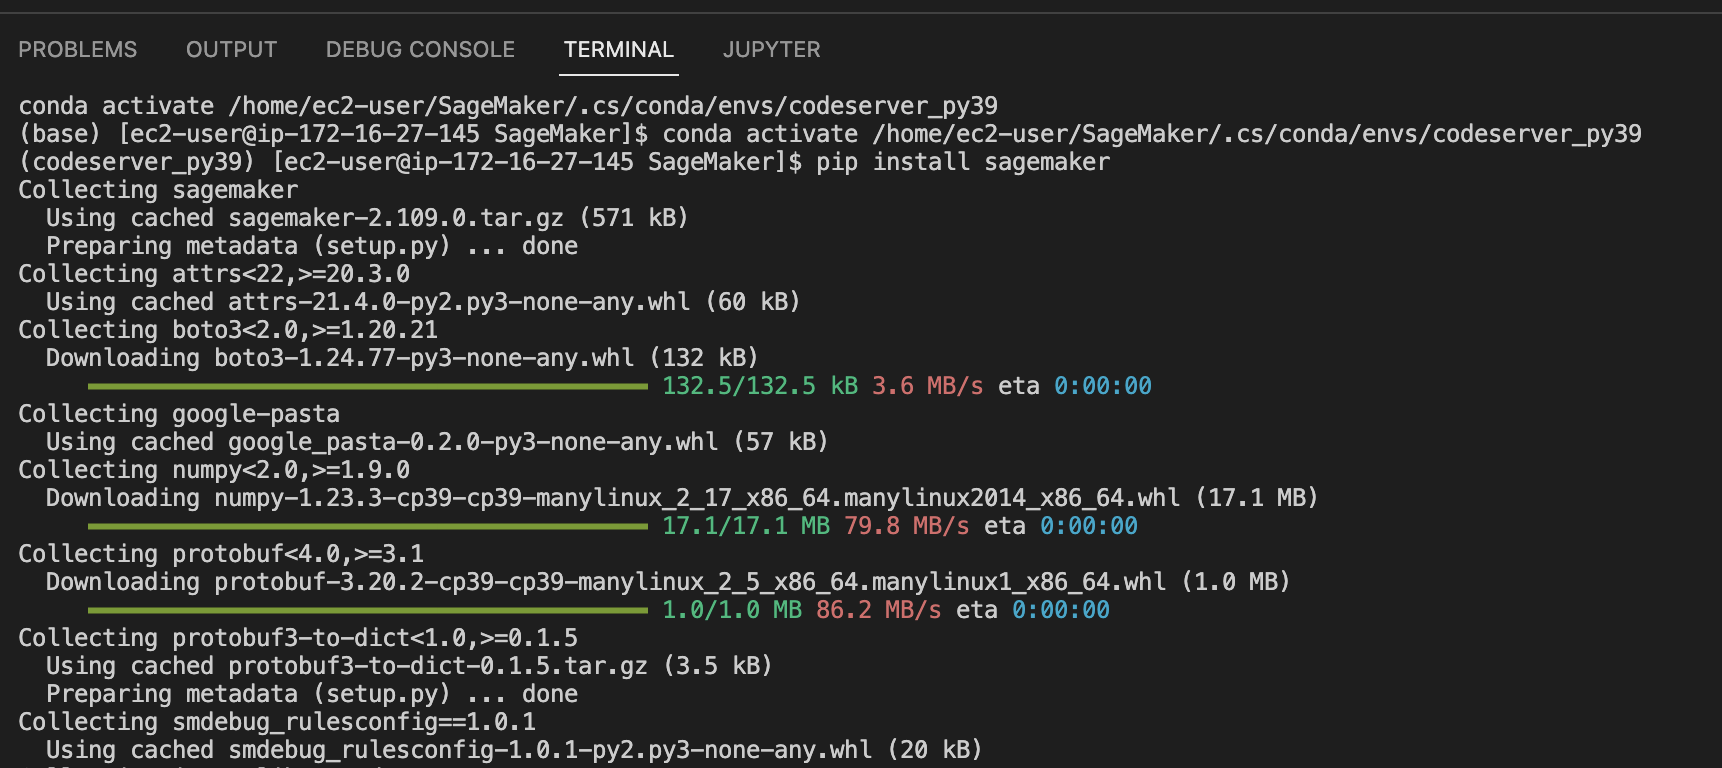 PROBLEMS OUTPUT DEBUG CONSOLE TERMINAL JUPYTER
conda activate /home/ec2-user/SageMaker/.cs/conda/envs/codeserver_py39
(base) [ec2-user@ip-172-16-27-145 SageMaker]$ conda activate /home/ec2-user/SageMaker/.cs/conda/envs/codeserver_py39
(codeserver_py39) [ec2-user@ip-172-16-27-145 SageMaker]$ pip install sagemaker
Collecting sagemaker
  Using cached sagemaker-2.109.0.tar.gz (571 kB)
  Preparing metadata (setup.py) ... done
Collecting attrs<22,>=20.3.0
  Using cached attrs-21.4.0-py2.py3-none-any.whl (60 kB)
Collecting boto3<2.0,>=1.20.21
  Downloading boto3-1.24.77-py3-none-any.whl (132 kB)
132.5/132.5 kB 3.6 MB/s eta 0:00:00
Collecting google-pasta
  Using cached google_pasta-0.2.0-py3-none-any.whl (57 kB)
Collecting numpy<2.0,>=1.9.0
  Downloading numpy-1.23.3-cp39-cp39-manylinux_2_17_x86_64.manylinux2014_x86_64.whl (17.1 MB)
17.1/17.1 MB 79.8 MB/s eta 0:00:00
Collecting protobuf<4.0,>=3.1
  Downloading protobuf-3.20.2-cp39-cp39-manylinux_2_5_x86_64.manylinux1_x86_64.whl (1.0 MB)
1.0/1.0 MB 86.2 MB/s eta 0:00:00
Collecting protobuf3-to-dict<1.0,>=0.1.5
  Using cached protobuf3-to-dict-0.1.5.tar.gz (3.5 kB)
  Preparing metadata (setup.py) ... done
Collecting smdebug_rulesconfig==1.0.1
  Using cached smdebug_rulesconfig-1.0.1-py2.py3-none-any.whl (20 kB)